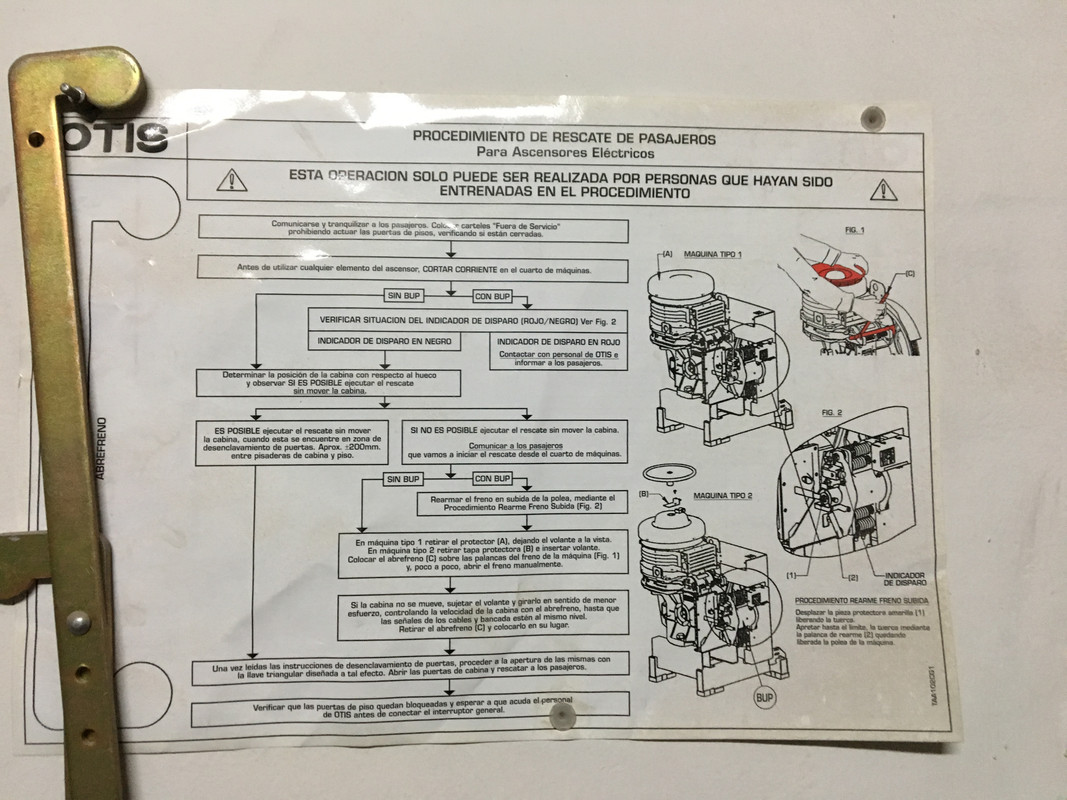 OTIS
PROCEDIMIENTO DE RESCATE DE PASAJEROS
Para Ascensores Eléctricos
ESTA OPERACION SOLO PUEDE SER REALIZADA POR PERSONAS QUE HAYAN SIDO
ENTRENADAS EN EL PROCEDIMIENTO
Comunicarse y tranquilizar a los pasajeros. carteles "Fuera de Servicio"
prohibiendo actuar las puertas de pisos, verificando si están cerradas.
Antes de utilizar cualquier elemento del ascensor, CORTAR CORRIENTE en el cuarto de máquinas.
SIN BUP
CON BUP
VERIFICAR SITUACION DEL INDICADOR DE DISPARO (ROJO/NEGRO) Ver Fig. 2
INDICADOR DE DISPARO EN NEGRO
INDICADOR DE DISPARO EN ROJO
Contactar con personal de OTIS e
informar a los pasajeros.
Determinar la posición de la cabina con respecto al hueco
y observar SI ES POSIBLE ejecutar el rescate
sin mover la cabina.
ES POSIBLE ejecutar el rescate sin mover
la cabina, cuando esta se encuentre en zona de
desenclavamiento de puertas. Aprox. ±200mm.
entre pisaderas de cabina y piso.
SI NO ES POSIBLE ejecutar el rescate sin mover la cabina.
Comunicar a los pasajeros
que vamos a iniciar el rescate desde el cuarto de máquinas.
SIN BUP
CON BUP
Rearmar el freno en subida de la polea, mediante el
Procedimiento Rearme Freno Subida (Fig. 2)
En máquina tipo 1 retirar el protector (A), dejando el volante a la vista.
En máquina tipo 2 retirar tapa protectora (B) e insertar volante.
Colocar el abrefreno (C) sobre las palancas del freno de la máquina (Fig. 1)
y, poco a poco, abrir el freno manualmente.
Si la cabina no se mueve, sujetar el volante y girarlo en sentido de menor
esfuerzo, controlando la velocidad de la cabina con el abrefreno, hasta que
las señales de los cables y bancada estén al mismo nivel.
Retirar el abrefreno (C) y colocarlo en su lugar.
Una vez leídas las instrucciones de desenclavamiento de puertas, proceder a la apertura de las mismas con
la llave triangular diseñada a tal efecto. Abrir las puertas de cabina y rescatar a los pasajeros.
Verificar que las puertas de piso quedan bloqueadas y esperar a que acuda el personal
de OTIS antes de conectar el interruptor general.
ABREFRENO
(A)
MAQUINA TIPO 1
FIG. 1
(C)
FIG. 2
(B)
MAQUINA TIPO 2
(1)
(2)
INDICADOR
DE DISPARO
BUP
PROCEDIMIENTO REARME FRENO SUBIDA
Desplazar la pieza protectora amarilla (1)
liberando la tuerca.
Apretar hasta el límite, la tuerca mediante
la palanca de rearme (2) quedando
liberada la polea de la máquina.